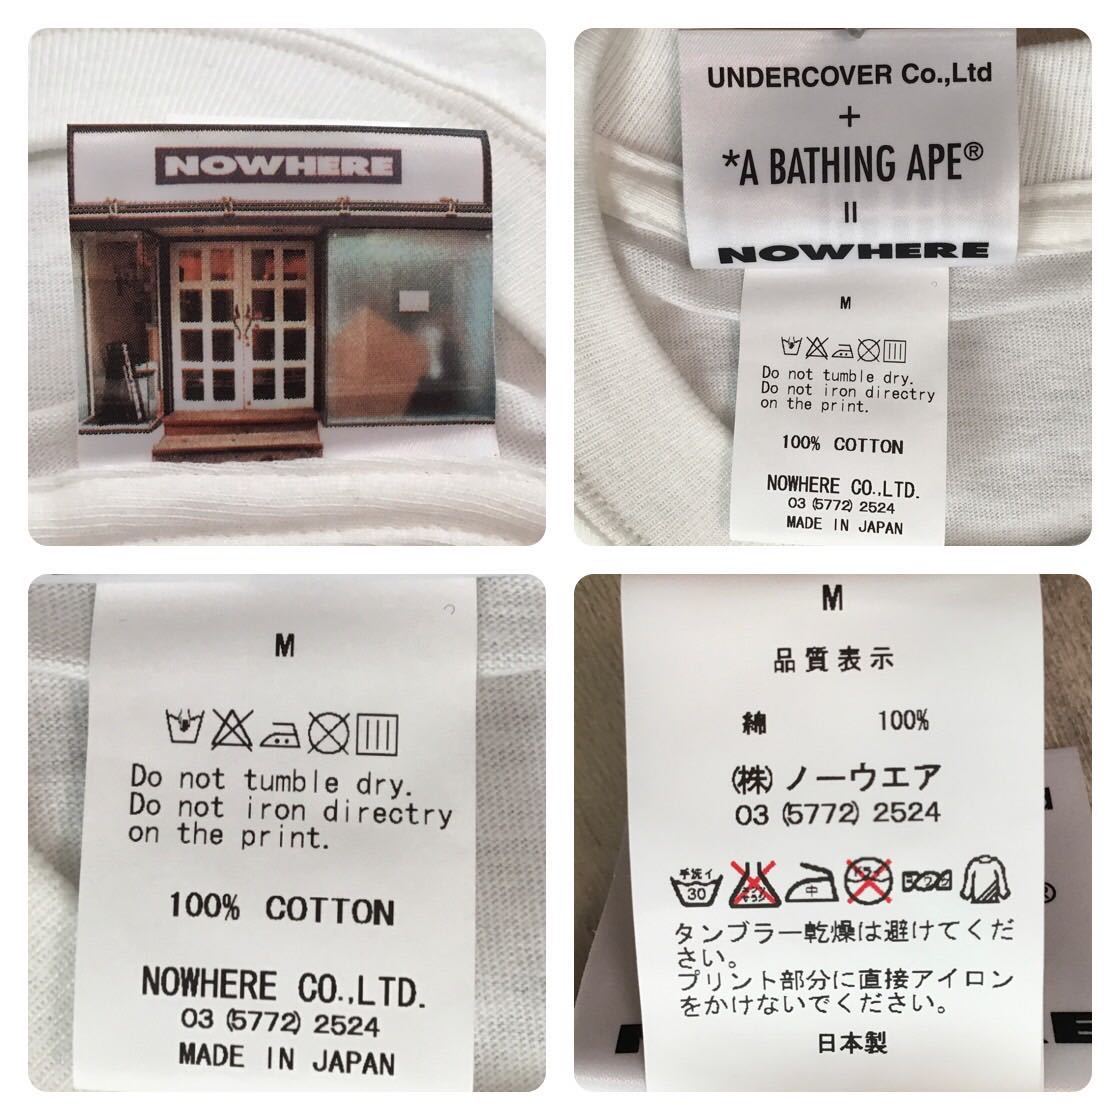 NOWHERE
UNDERCOVER Co.,Ltd
+
*A BATHING APE®
=
NOWHERE
M
Do not tumble dry.
Do not iron directry
on the print.
100% COTTON
NOWHERE CO.,LTD.
03 (5772) 2524
MADE IN JAPAN
M
Do not tumble dry.
Do not iron directry
on the print.
100% COTTON
NOWHERE CO.,LTD.
03 (5772) 2524
MADE IN JAPAN
M
品質表示
綿 100%
㈱ ノーウエア
03 (5772) 2524
手洗イ
30
中
タンブラー乾燥は避けてくだ
さい。
プリント部分に直接アイロン
をかけないでください。
日本製
®
E